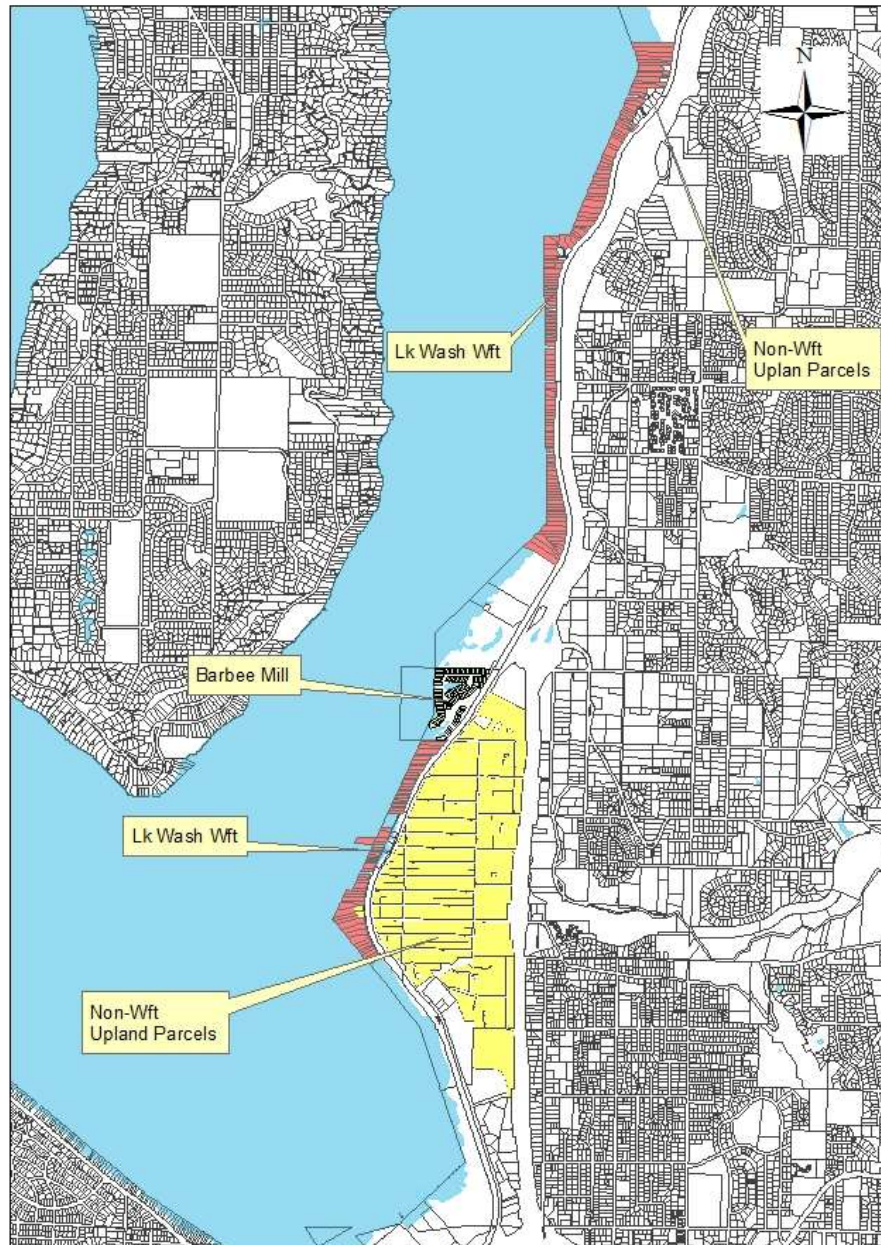 N
Lk Wash Wft
Non-Wft
Uplan Parcels
Barbee Mill
Lk Wash Wft
Non-Wft
Upland Parcels